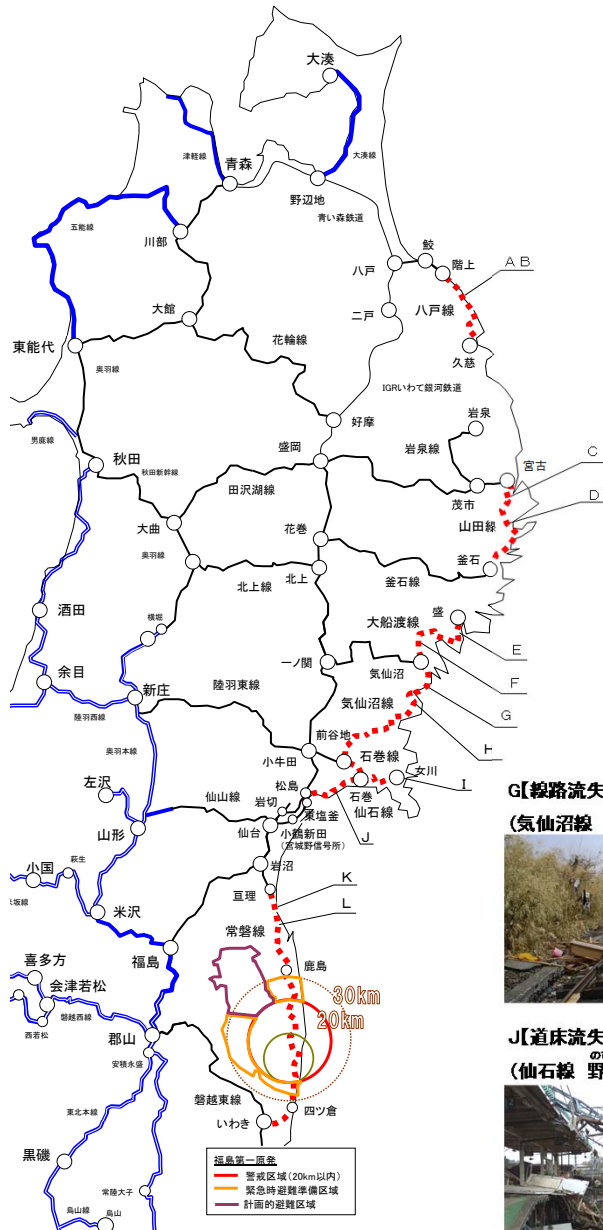 大湊
津軽線
青森
大湊線
野辺地
青い森鉄道
五能線
川部
鮫
階上
A B
八戸
八戸線
大館
二戸
花輪線
東能代
久慈
奥羽線
IGRいわて銀河鉄道
好摩
岩泉
男鹿線
岩泉線
盛岡
宮古
C
秋田
秋田新幹線
田沢湖線
茂市
D
山田線
大曲
花巻
奥羽線
釜石
北上線
北上
釜石線
酒田
大船渡線
盛
横堀
E
一ノ関
気仙沼
F
余目
新庄
陸羽東線
気仙沼線
G
陸羽西線
H
前谷地
奥羽本線
小牛田
石巻線
女川
I
左沢
松島
石巻
仙山線
岩切
東塩釜
仙石線
J
山形
仙台
小鶴新田
(宮城野信号所)
G【線路流失
(気仙沼線
小国
萩生
岩沼
亘理
K
米坂線
米沢
L
常磐線
福島
鹿島
喜多方
30km
会津若松
20km
磐越西線
西若松
郡山
J【道床流失
(仙石線 野
安積永盛
磐越東線
四ツ倉
東北本線
いわき
黒磯
福島第一原発
警戒区域(20km以内)
緊急時避難準備区域
計画的避難区域
常陸大子
烏山線
烏山